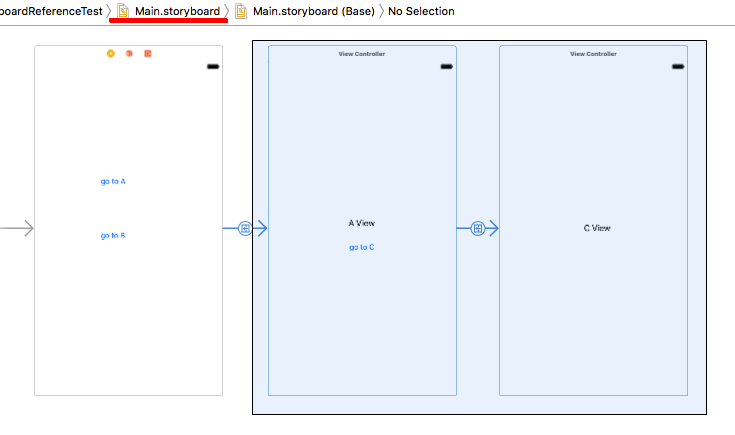 boardReferenceTest Main.storyboard Main.storyboard (Base) No Selection
View Controller
View Controller
go to A
go to B
A View
go to C
C View